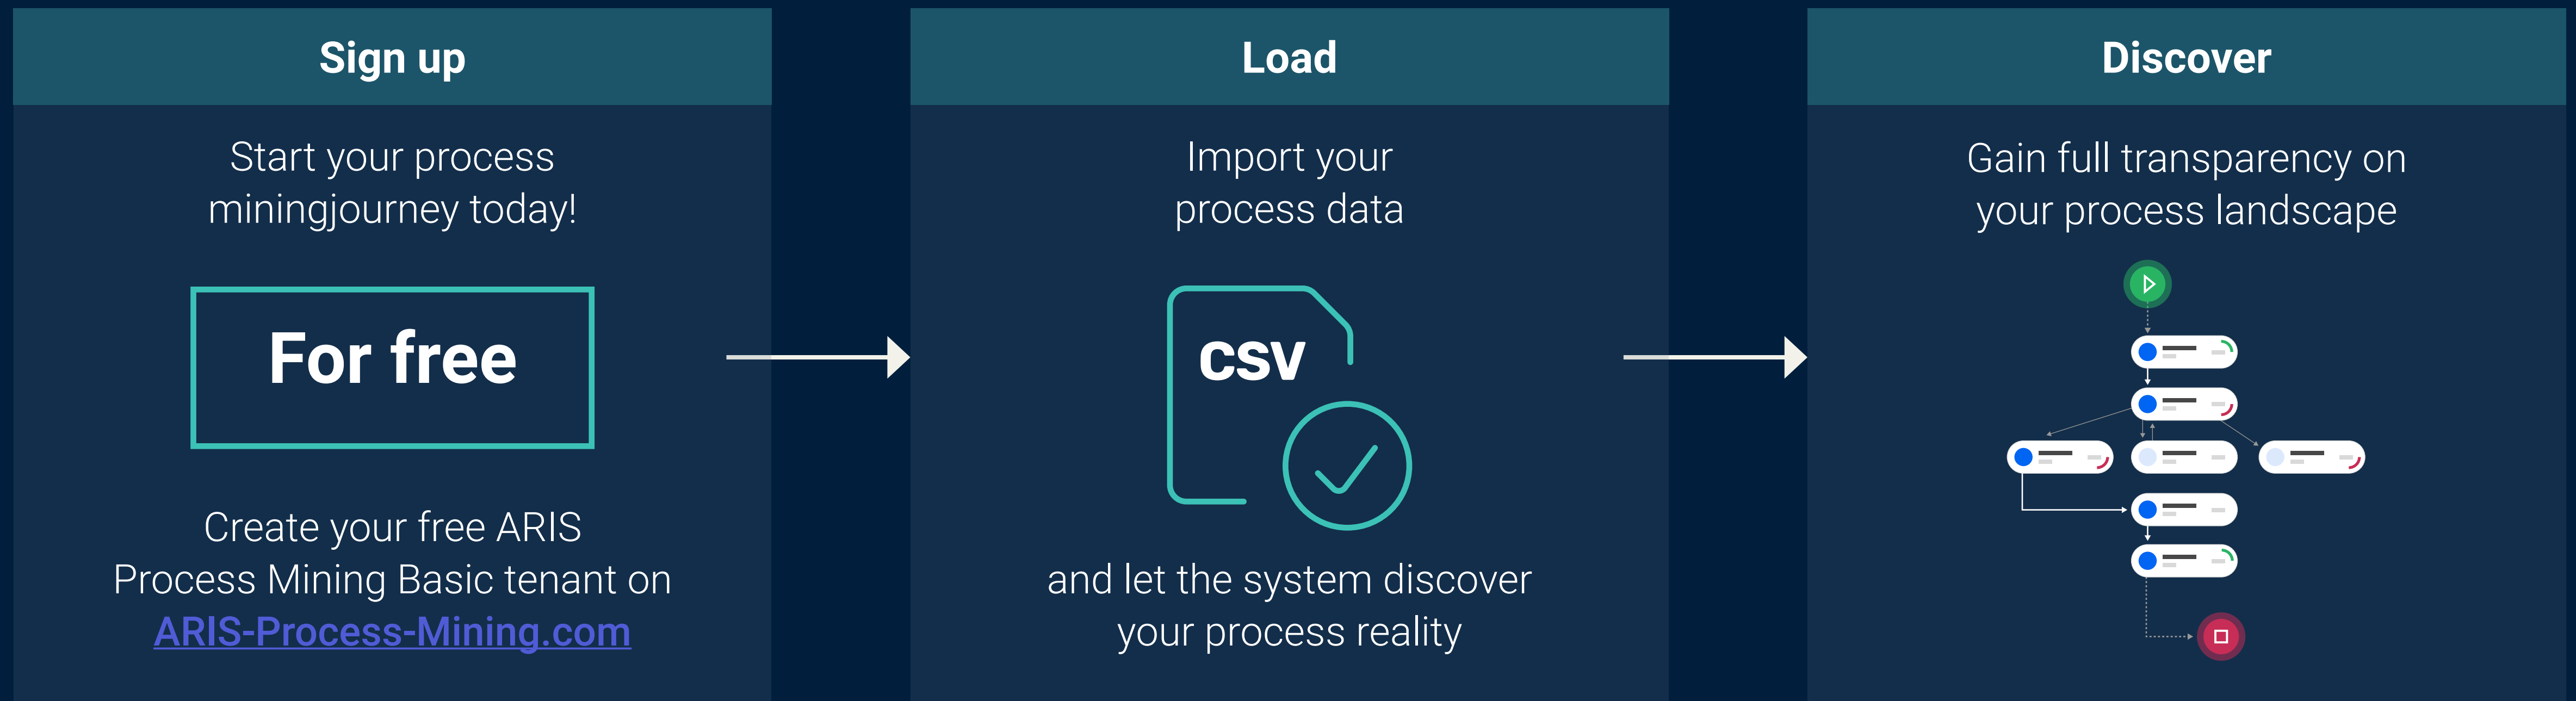 Sign up
Start your process
miningjourney today!
For free
Create your free ARIS
Process Mining Basic tenant on
ARIS-Process-Mining.com
Load
Import your
process data
CSV
and let the system discover
your process reality
Discover
Gain full transparency on
your process landscape